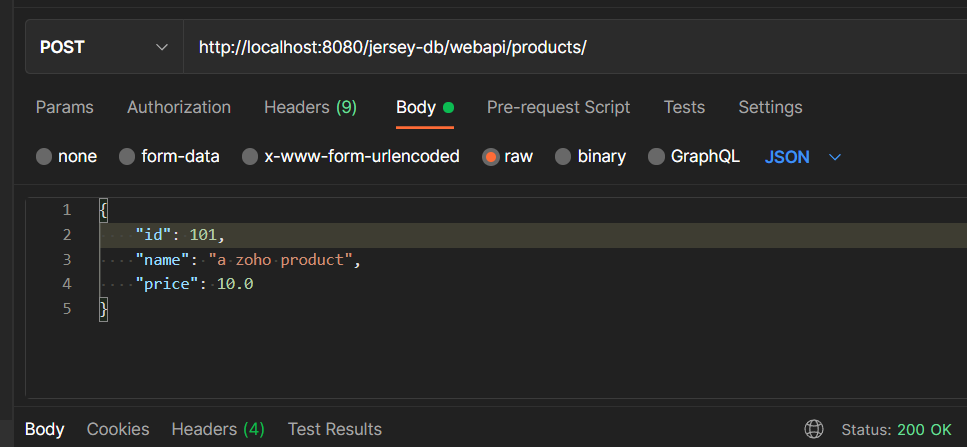 POST http://localhost:8080/jersey-db/webapi/products/
Params Authorization Headers (9) Body Pre-request Script Tests Settings
none form-data x-www-form-urlencoded raw binary GraphQL JSON
1 {
2 "id": 101,
3 "name": "a zoho product",
4 "price": 10.0
5 }
Body Cookies Headers (4) Test Results Status: 200 OK